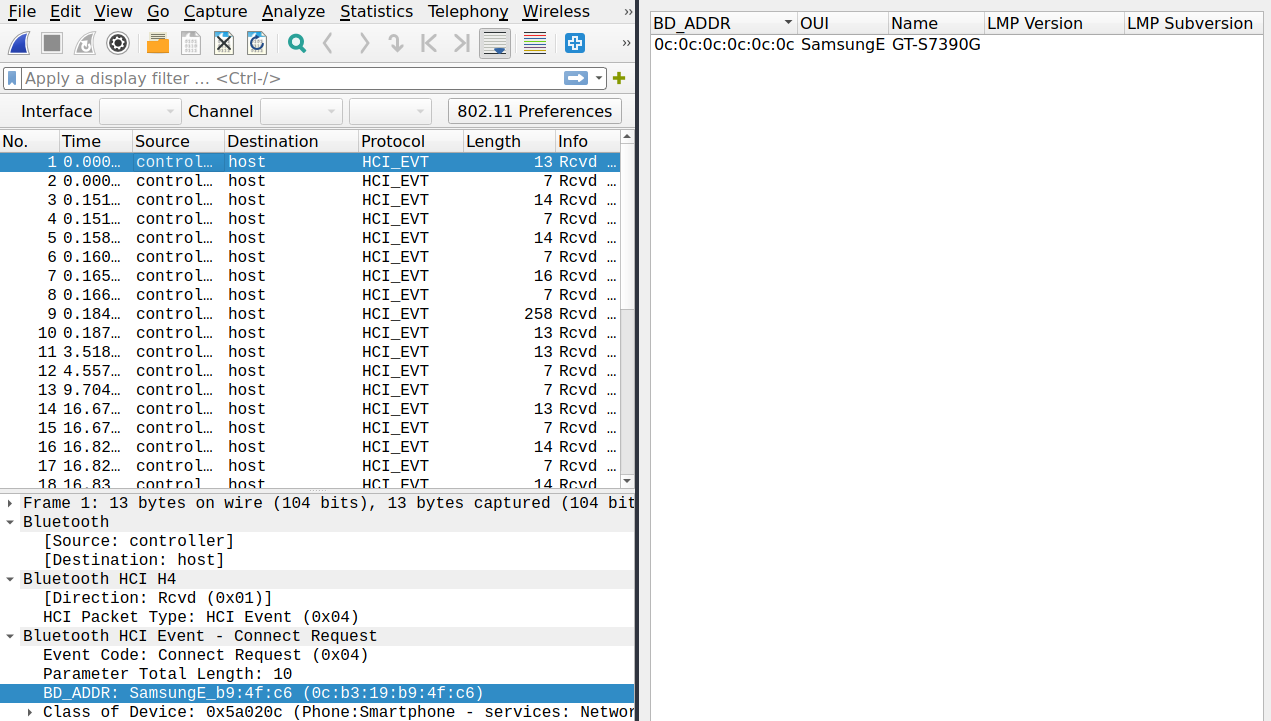 File Edit View Go Capture Analyze Statistics Telephony Wireless »
»
Apply a display filter ... <Ctrl-/>
Interface Channel 802.11 Preferences
No. Time Source Destination Protocol Length Info
1 0.000… control… host HCI_EVT 13 Rcvd …
2 0.000… control… host HCI_EVT 7 Rcvd …
3 0.151… control… host HCI_EVT 14 Rcvd …
4 0.151… control… host HCI_EVT 7 Rcvd …
5 0.158… control… host HCI_EVT 14 Rcvd …
6 0.160… control… host HCI_EVT 7 Rcvd …
7 0.165… control… host HCI_EVT 16 Rcvd …
8 0.166… control… host HCI_EVT 7 Rcvd …
9 0.184… control… host HCI_EVT 258 Rcvd …
10 0.187… control… host HCI_EVT 13 Rcvd …
11 3.518… control… host HCI_EVT 13 Rcvd …
12 4.557… control… host HCI_EVT 7 Rcvd …
13 9.704… control… host HCI_EVT 7 Rcvd …
14 16.67… control… host HCI_EVT 13 Rcvd …
15 16.67… control… host HCI_EVT 7 Rcvd …
16 16.82… control… host HCI_EVT 14 Rcvd …
17 16.82… control… host HCI_EVT 7 Rcvd …
18 16.83… control… host HCI_EVT 14 Rcvd …
Frame 1: 13 bytes on wire (104 bits), 13 bytes captured (104 bit
Bluetooth
[Source: controller]
[Destination: host]
Bluetooth HCI H4
[Direction: Rcvd (0x01)]
HCI Packet Type: HCI Event (0x04)
Bluetooth HCI Event - Connect Request
Event Code: Connect Request (0x04)
Parameter Total Length: 10
BD_ADDR: SamsungE_b9:4f:c6 (0c:b3:19:b9:4f:c6)
Class of Device: 0x5a020c (Phone:Smartphone - services: Networ
BD_ADDR OUI Name LMP Version LMP Subversion
0c:0c:0c:0c:0c:0c SamsungE GT-S7390G